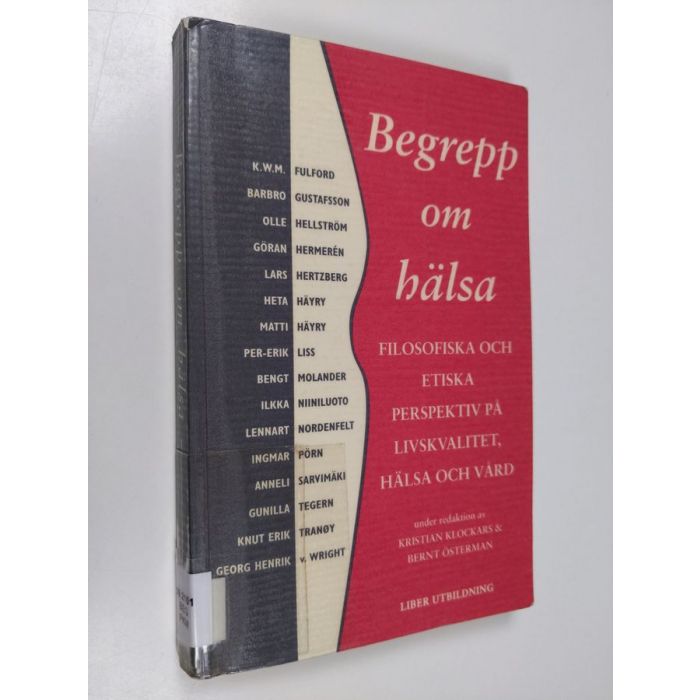 Begrepp
om
hälsa
FILOSOFISKA OCH
ETISKA
PERSPEKTIV PÅ
LIVSKVALITET,
HÄLSA OCH VÅRD
under redaktion av
KRISTIAN KLOCKARS &
BERNT ÖSTERMAN
LIBER UTBILDNING
K.W.M. FULFORD
BARBRO GUSTAFSSON
OLLE HELLSTRÖM
GÖRAN HERMERÉN
LARS HERTZBERG
HETA HÄYRY
MATTI HÄYRY
PER-ERIK LISS
BENGT MOLANDER
ILKKA NIINILUOTO
LENNART NORDENFELT
INGMAR PÖRN
ANNELI SARVIMÄKI
GUNILLA TEGERN
KNUT ERIK TRANØY
GEORG HENRIK v. WRIGHT
Begrepp om hälsa